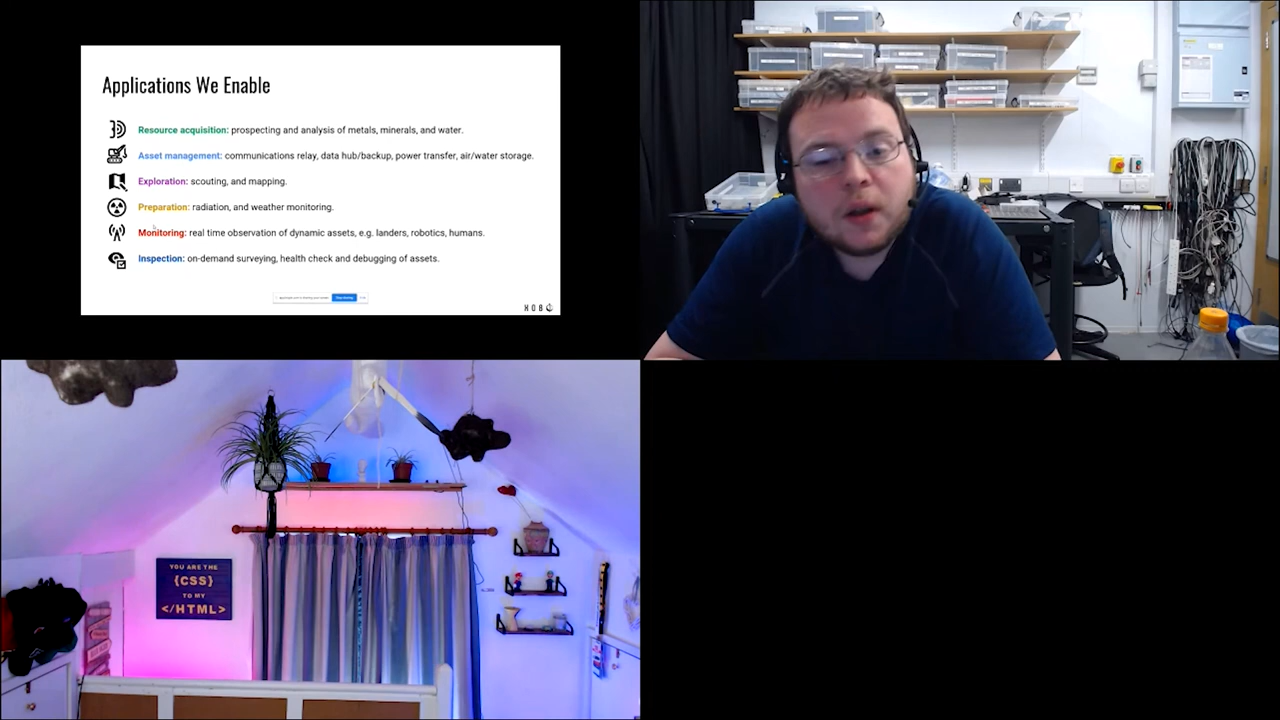 Applications We Enable
Resource acquisition: prospecting and analysis of metals, minerals, and water.
Asset management: communications relay, data hub/backup, power transfer, air/water storage.
Exploration: scouting, and mapping.
Preparation: radiation, and weather monitoring.
Monitoring: real time observation of dynamic assets, e.g. landers, robotics, humans.
Inspection: on-demand surveying, health check and debugging of assets.
YOU ARE THE
{CSS}
TO MY
</HTML>